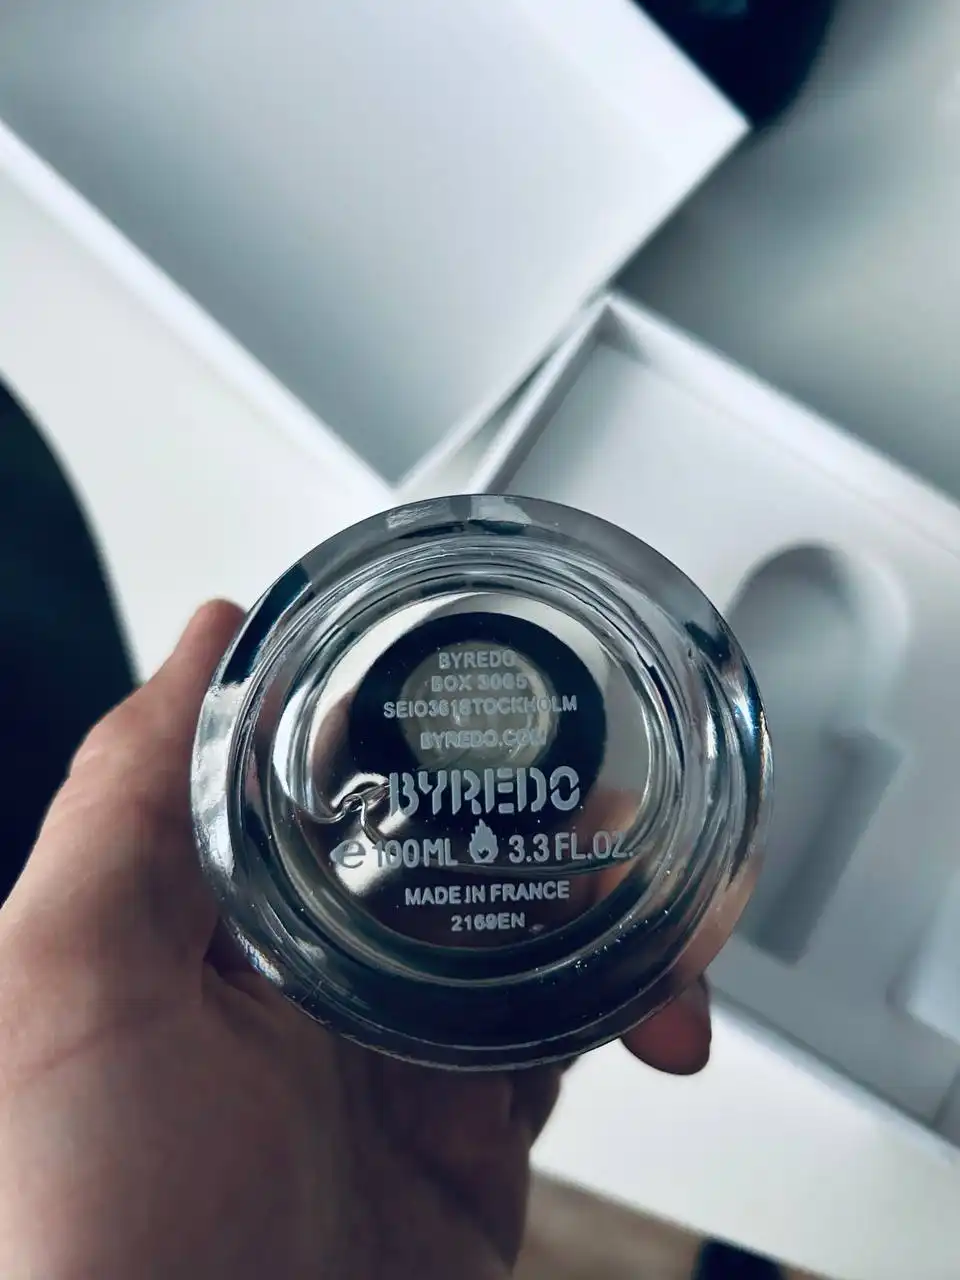 BYREDO
BOX 3065
SE10361STOCKHOLM
BYREDO.COM
BYREDO
e 100ML 3.3 FL.OZ.
MADE IN FRANCE
2169EN